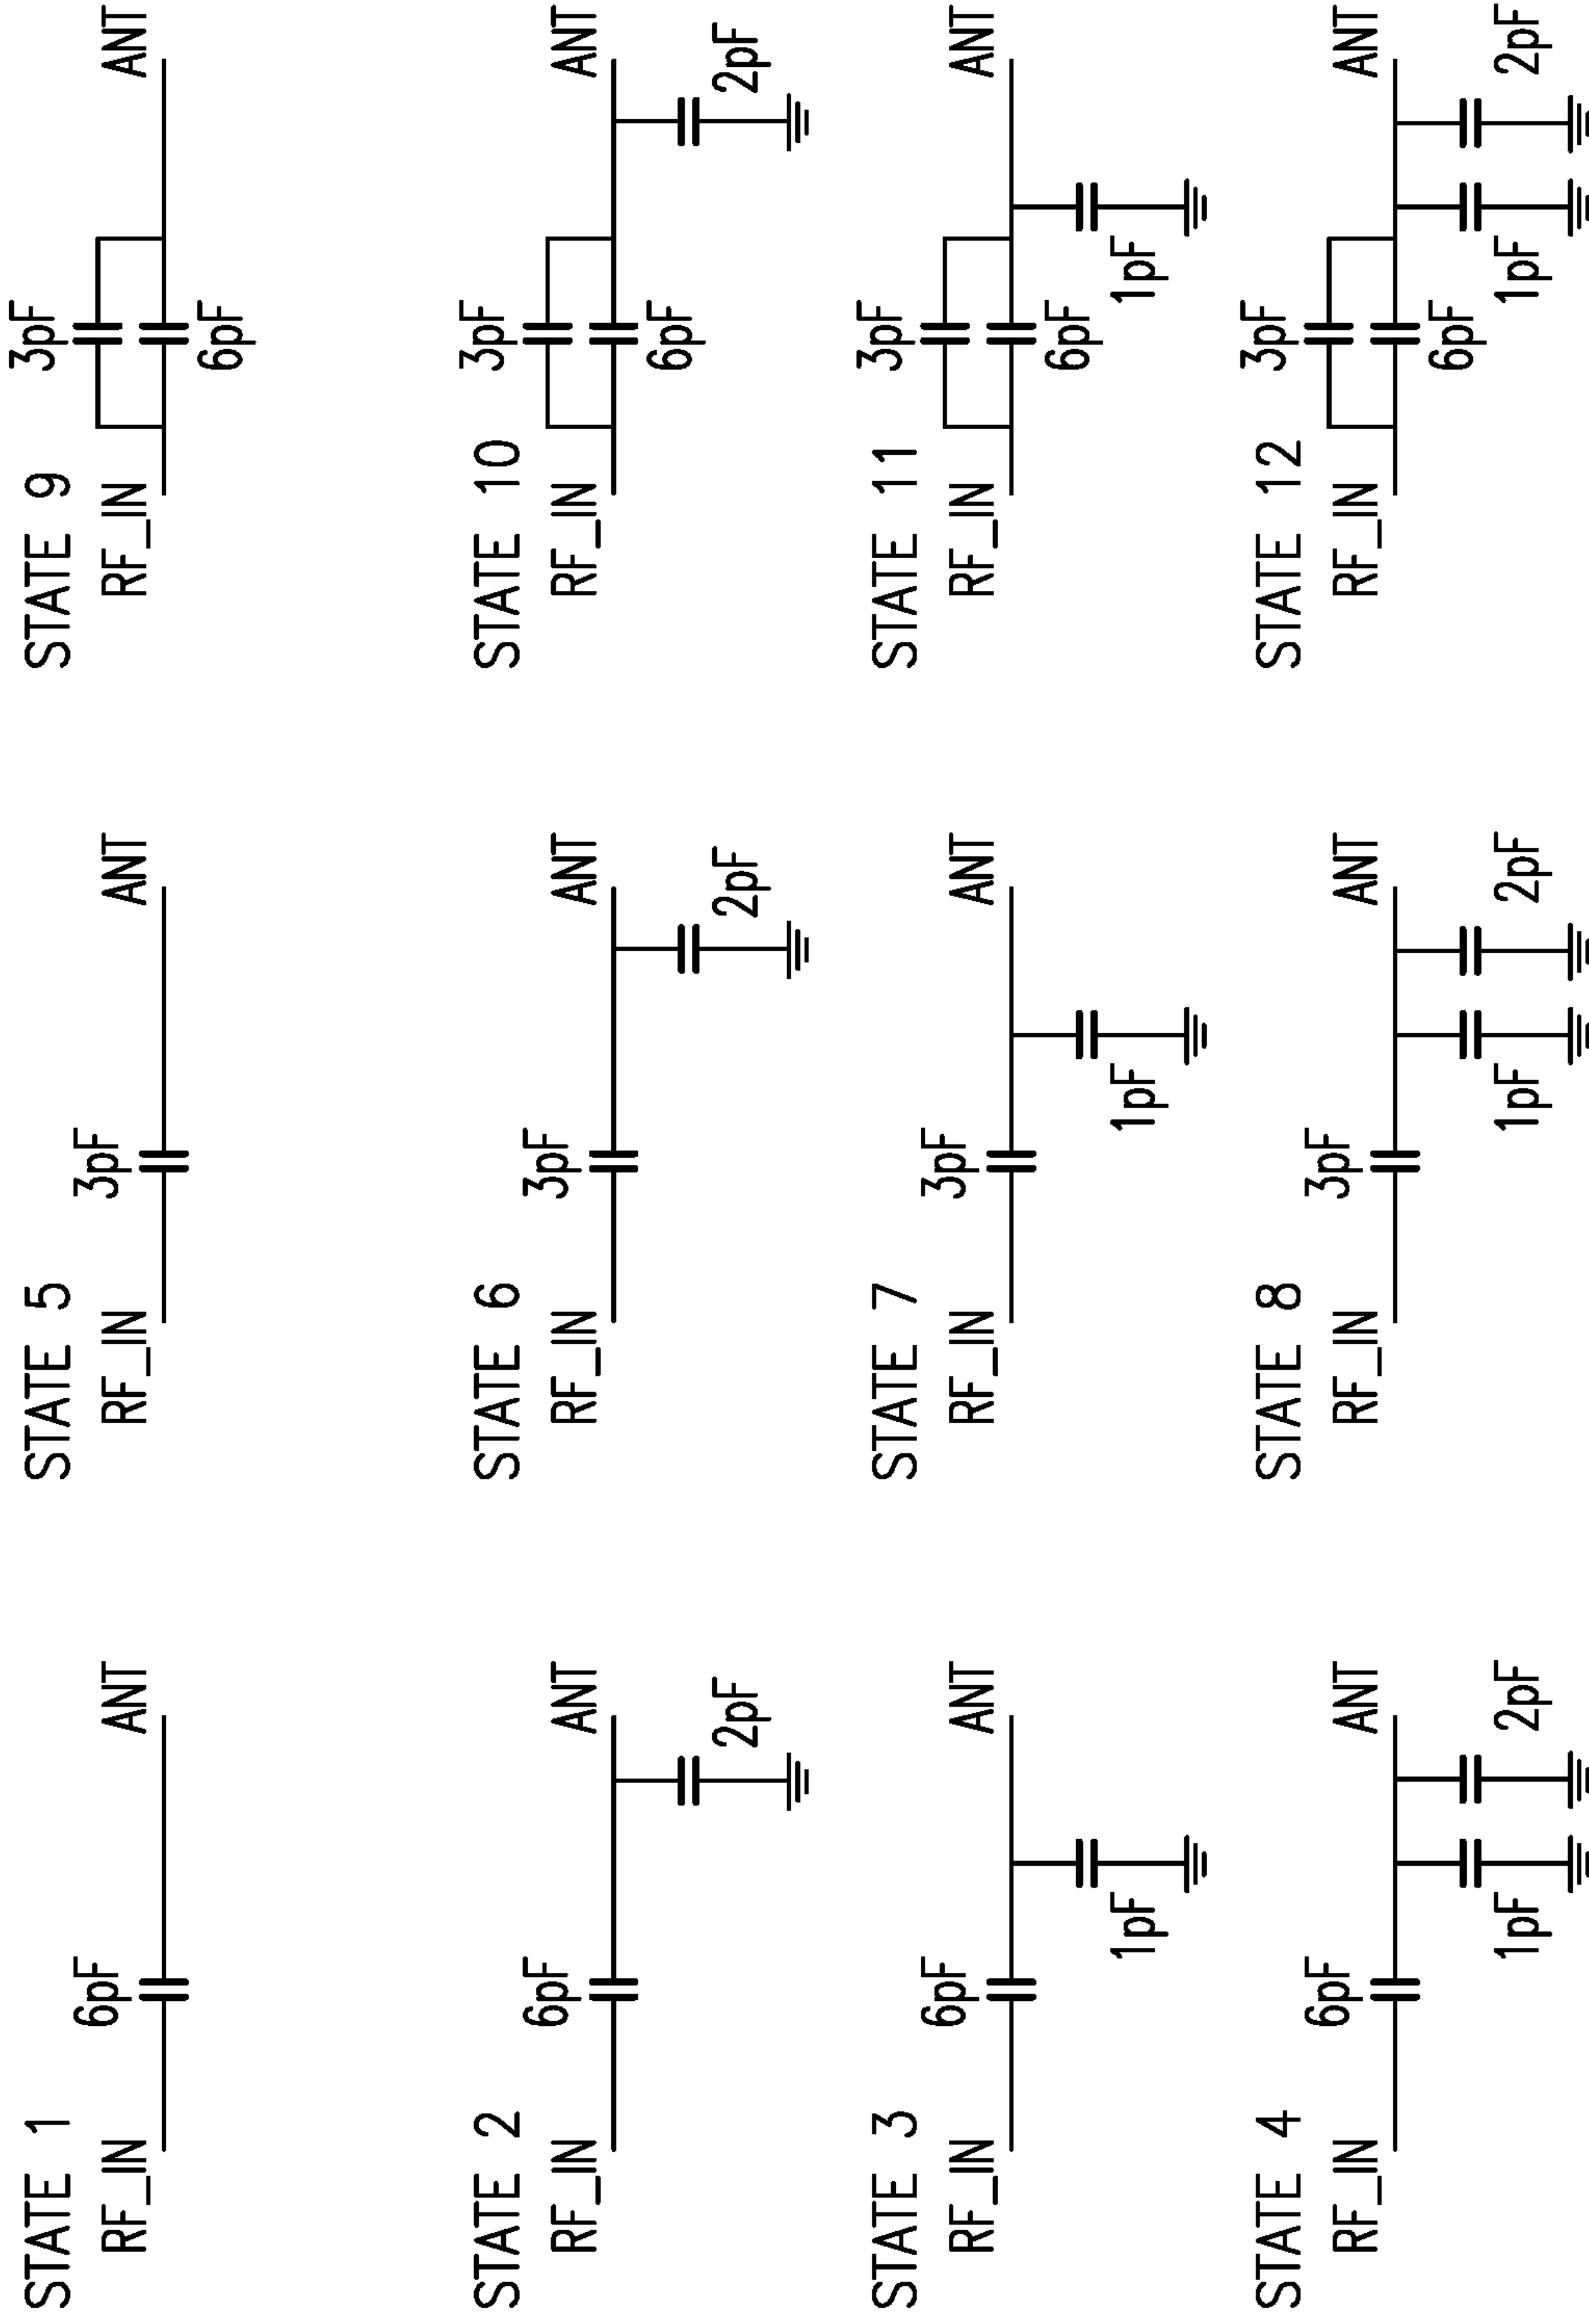 STATE 1
RF_IN
6pF
ANT
STATE 2
RF_IN
6pF
ANT
2pF
STATE 3
RF_IN
6pF
ANT
1pF
STATE 4
RF_IN
6pF
ANT
1pF
2pF
STATE 5
RF_IN
3pF
ANT
STATE 6
RF_IN
3pF
ANT
2pF
STATE 7
RF_IN
3pF
ANT
1pF
STATE 8
RF_IN
3pF
ANT
1pF
2pF
STATE 9
RF_IN
3pF
6pF
ANT
STATE 10
RF_IN
3pF
6pF
ANT
2pF
STATE 11
RF_IN
3pF
6pF
ANT
1pF
STATE 12
RF_IN
3pF
6pF
ANT
1pF
2pF